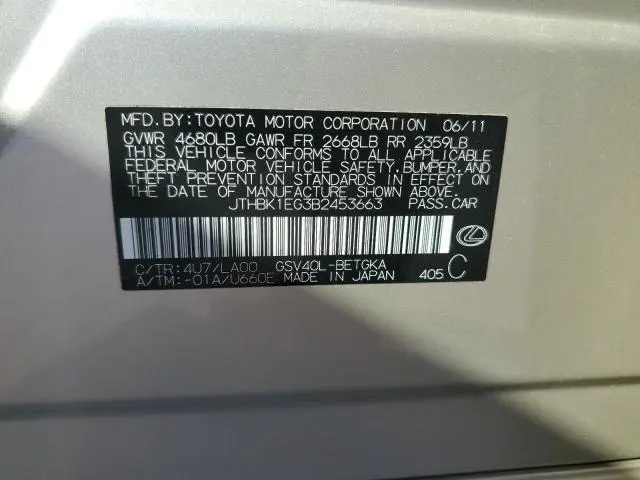 MFD.BY:TOYOTA MOTOR CORPORATION 06/11
GVWR 4680LB GAWR FR 2668LB RR 2359LB
THIS VEHICLE CONFORMS TO ALL APPLICABLE
FEDERAL MOTOR VEHICLE SAFETY,BUMPER,AND
THEFT PREVENTION STANDARDS IN EFFECT ON
THE DATE OF MANUFACTURE SHOWN ABOVE.
JTHBK1EG3B2453663 PASS.CAR
C/TR:4U7/LA00 GSV40L-BETGKA
A/TM:-01A/U660E MADE IN JAPAN 405 C